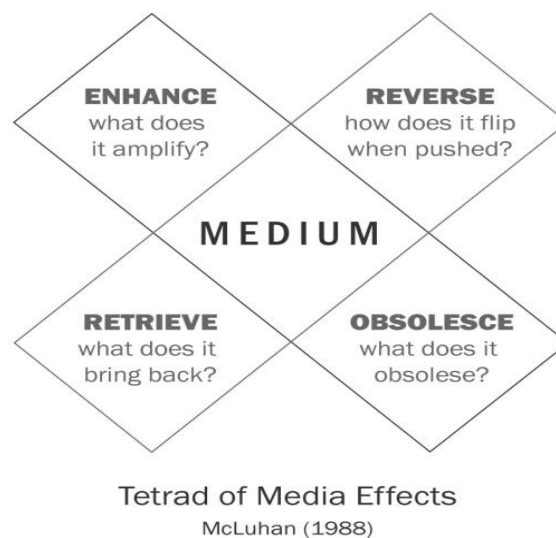 ENHANCE
what does
it amplify?
REVERSE
how does it flip
when pushed?
MEDIUM
RETRIEVE
what does it
bring back?
OBSOLESCE
what does it
obsolese?
Tetrad of Media Effects
McLuhan (1988)